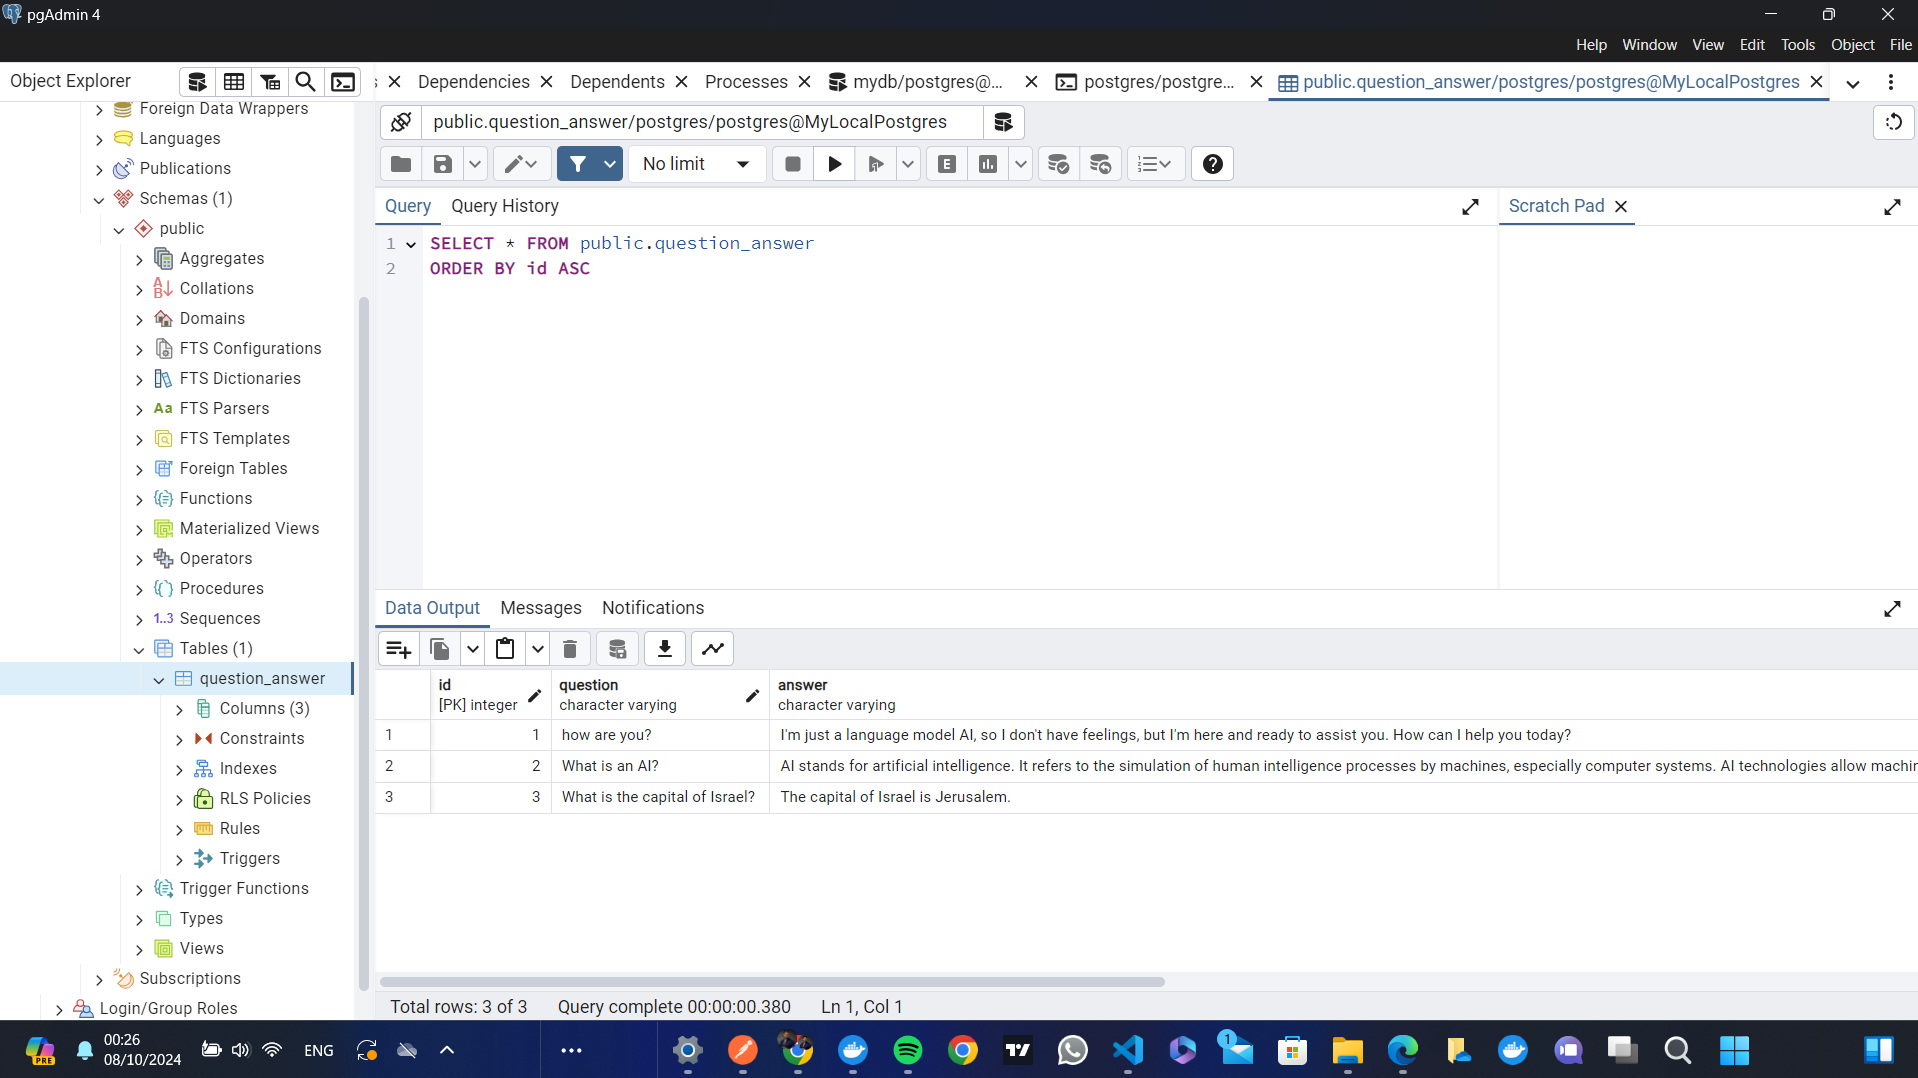 pgAdmin 4
Help Window View Edit Tools Object File
Object Explorer
s Dependencies Dependents Processes mydb/postgres@... postgres/postgre... public.question_answer/postgres/postgres@MyLocalPostgres
Foreign Data Wrappers
Languages
Publications
Schemas (1)
public
Aggregates
Collations
Domains
FTS Configurations
FTS Dictionaries
Aa FTS Parsers
FTS Templates
Foreign Tables
Functions
Materialized Views
Operators
Procedures
1..3 Sequences
Tables (1)
question_answer
Columns (3)
Constraints
Indexes
RLS Policies
Rules
Triggers
Trigger Functions
Types
Views
Subscriptions
Login/Group Roles
public.question_answer/postgres/postgres@MyLocalPostgres
No limit
E
Query Query History
Scratch Pad
1 SELECT * FROM public.question_answer
2 ORDER BY id ASC
Data Output Messages Notifications
id question answer
[PK] integer character varying character varying
1 1 how are you? I'm just a language model AI, so I don't have feelings, but I'm here and ready to assist you. How can I help you today?
2 2 What is an AI? AI stands for artificial intelligence. It refers to the simulation of human intelligence processes by machines, especially computer systems. AI technologies allow machin
3 3 What is the capital of Israel? The capital of Israel is Jerusalem.
Total rows: 3 of 3 Query complete 00:00:00.380 Ln 1, Col 1
PRE
00:26
08/10/2024
ENG
1